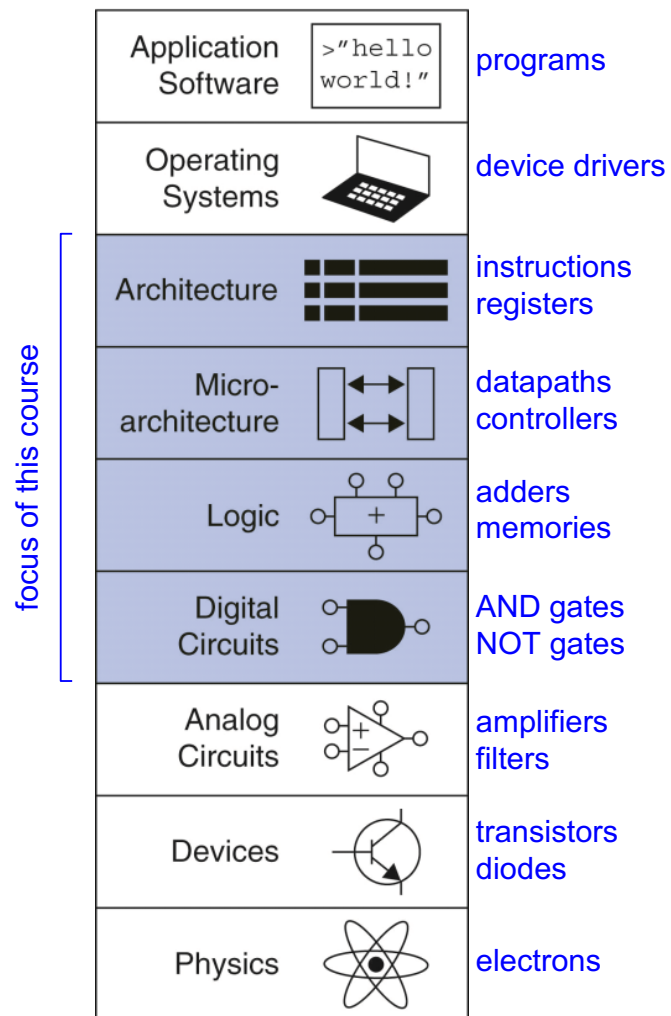 Application
Software
>"hello
world!"
programs
Operating
Systems
device drivers
focus of this course
Architecture
instructions
registers
Micro-
architecture
datapaths
controllers
Logic
+
adders
memories
Digital
Circuits
AND gates
NOT gates
Analog
Circuits
+
−
amplifiers
filters
Devices
transistors
diodes
Physics
electrons